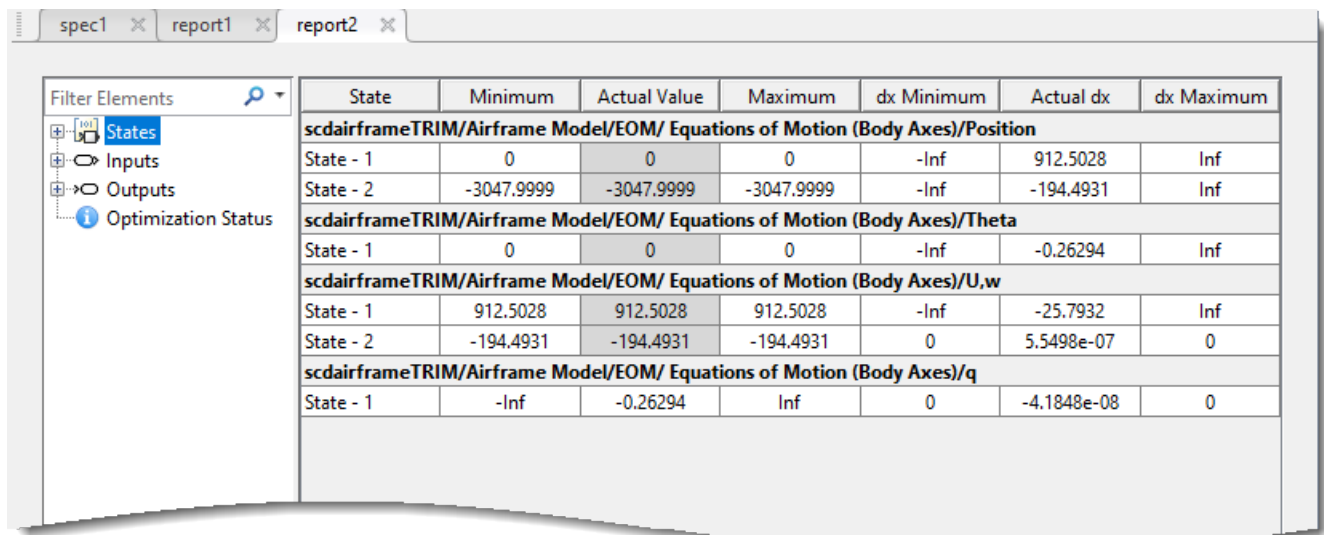 spec1 report1 report2
Filter Elements
States
Inputs
Outputs
Optimization Status
State Minimum Actual Value Maximum dx Minimum Actual dx dx Maximum
scdairframeTRIM/Airframe Model/EOM/ Equations of Motion (Body Axes)/Position
State - 1 0 0 0 -Inf 912.5028 Inf
State - 2 -3047.9999 -3047.9999 -3047.9999 -Inf -194.4931 Inf
scdairframeTRIM/Airframe Model/EOM/ Equations of Motion (Body Axes)/Theta
State - 1 0 0 0 -Inf -0.26294 Inf
scdairframeTRIM/Airframe Model/EOM/ Equations of Motion (Body Axes)/U,w
State - 1 912.5028 912.5028 912.5028 -Inf -25.7932 Inf
State - 2 -194.4931 -194.4931 -194.4931 0 5.5498e-07 0
scdairframeTRIM/Airframe Model/EOM/ Equations of Motion (Body Axes)/q
State - 1 -Inf -0.26294 Inf 0 -4.1848e-08 0